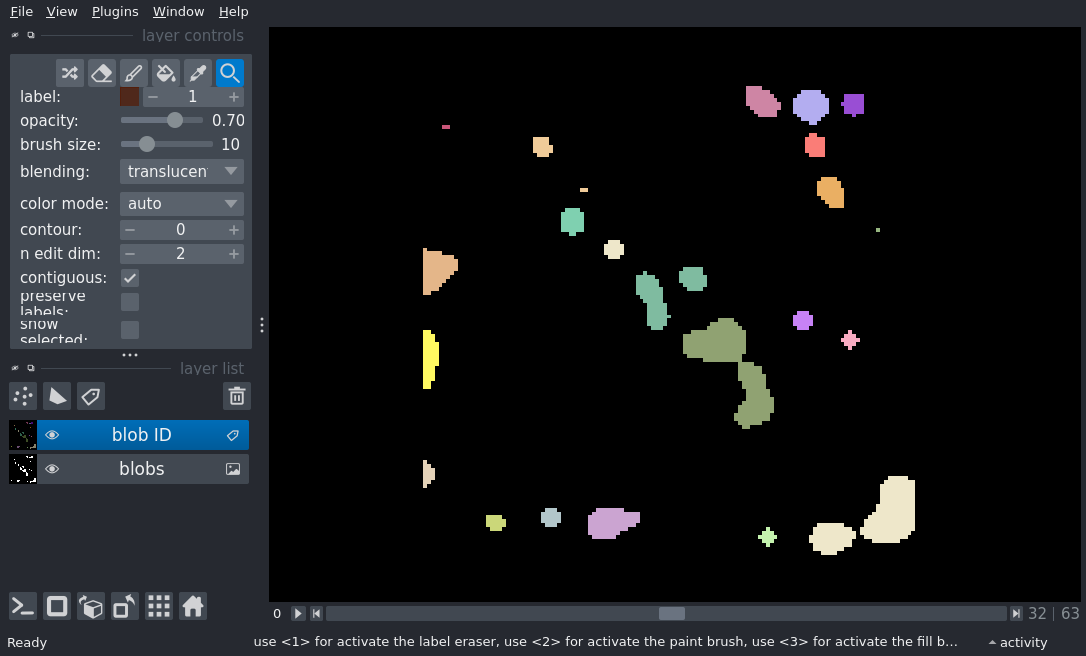 File View Plugins Window Help
layer controls
label: 1
opacity: 0.70
brush size: 10
blending: translucen
color mode: auto
contour: 0
n edit dim: 2
contiguous:
preserve
labels:
show
selected:
layer list
blob ID
blobs
0 32 | 63
Ready use <1> for activate the label eraser, use <2> for activate the paint brush, use <3> for activate the fill b... activity